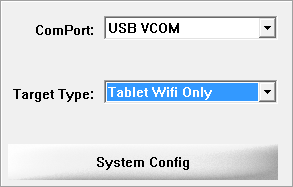 ComPort: USB VCOM
Target Type: Tablet Wifi Only
System Config